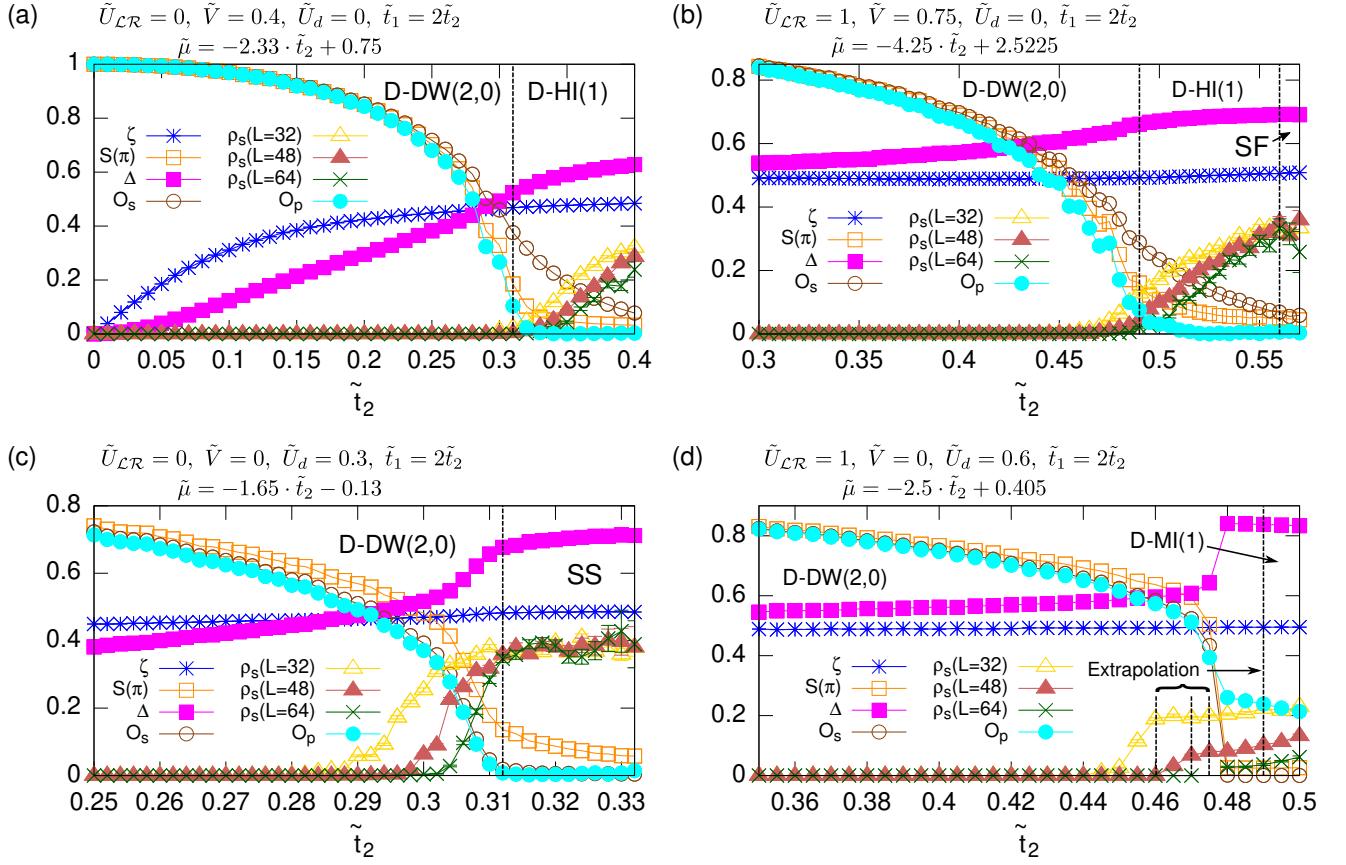 (a)
Ũ_{ℒℛ} = 0, Ṽ = 0.4, Ũ_d = 0, t̃_1 = 2t̃_2
μ̃ = −2.33 · t̃_2 + 0.75
1
0.8
0.6
0.4
0.2
0
D-DW(2,0)
D-HI(1)
ζ
S(π)
Δ
O_s
ρ_s(L=32)
ρ_s(L=48)
ρ_s(L=64)
O_p
0 0.05 0.1 0.15 0.2 0.25 0.3 0.35 0.4
t̃_2
(b)
Ũ_{ℒℛ} = 1, Ṽ = 0.75, Ũ_d = 0, t̃_1 = 2t̃_2
μ̃ = −4.25 · t̃_2 + 2.5225
0.8
0.6
0.4
0.2
0
D-DW(2,0)
D-HI(1)
SF
ζ
S(π)
Δ
O_s
ρ_s(L=32)
ρ_s(L=48)
ρ_s(L=64)
O_p
0.3 0.35 0.4 0.45 0.5 0.55
t̃_2
(c)
Ũ_{ℒℛ} = 0, Ṽ = 0, Ũ_d = 0.3, t̃_1 = 2t̃_2
μ̃ = −1.65 · t̃_2 − 0.13
0.8
0.6
0.4
0.2
0
D-DW(2,0)
SS
ζ
S(π)
Δ
O_s
ρ_s(L=32)
ρ_s(L=48)
ρ_s(L=64)
O_p
0.25 0.26 0.27 0.28 0.29 0.3 0.31 0.32 0.33
t̃_2
(d)
Ũ_{ℒℛ} = 1, Ṽ = 0, Ũ_d = 0.6, t̃_1 = 2t̃_2
μ̃ = −2.5 · t̃_2 + 0.405
0.8
0.6
0.4
0.2
0
D-MI(1)
D-DW(2,0)
Extrapolation
ζ
S(π)
Δ
O_s
ρ_s(L=32)
ρ_s(L=48)
ρ_s(L=64)
O_p
0.36 0.38 0.4 0.42 0.44 0.46 0.48 0.5
t̃_2